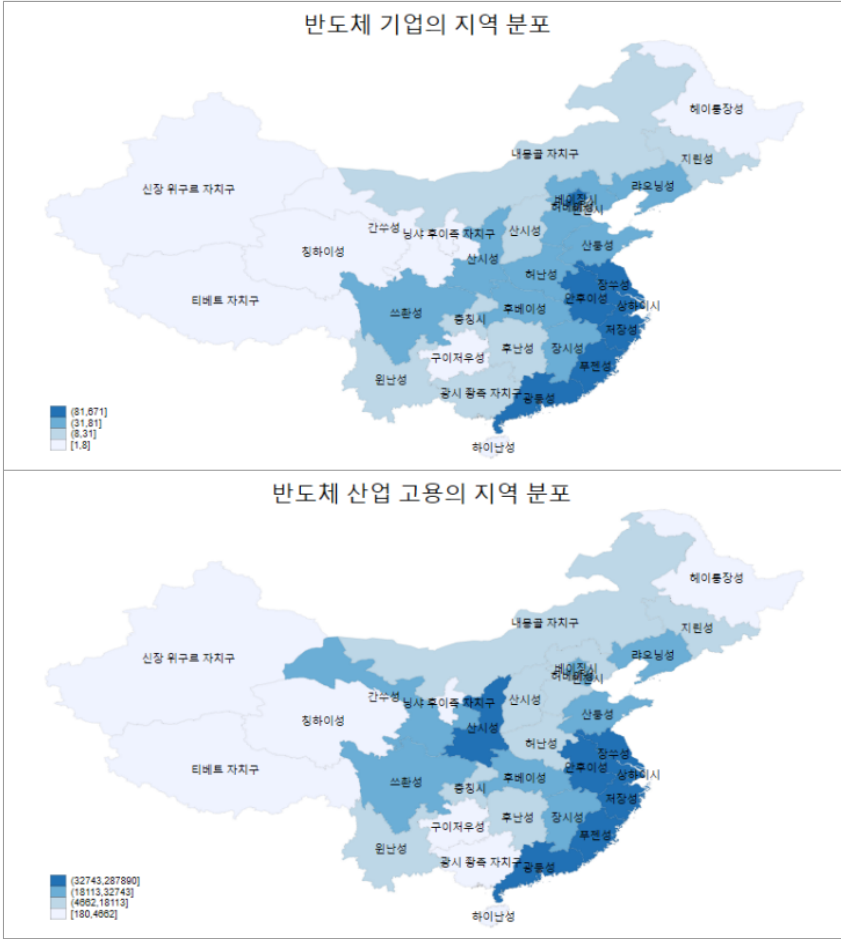 반도체 기업의 지역 분포
헤이룽장성
내몽골 자치구
지린성
신장 위구르 자치구
랴오닝성
베이징시
간쑤성
닝샤 후이족 자치구
산시성
칭하이성
산둥성
산시성
허난성
장쑤성
티베트 자치구
안후이성
상하이시
쓰촨성
충칭시
후베이성
저장성
구이저우성
후난성
장시성
푸젠성
윈난성
광시 좡족 자치구
광둥성
하이난성
(81,671]
(31,81]
(8,31]
[1,8]
반도체 산업 고용의 지역 분포
헤이룽장성
내몽골 자치구
지린성
신장 위구르 자치구
랴오닝성
베이징시
간쑤성
닝샤 후이족 자치구
산시성
칭하이성
산둥성
산시성
허난성
장쑤성
티베트 자치구
안후이성
상하이시
쓰촨성
충칭시
후베이성
저장성
구이저우성
후난성
장시성
푸젠성
윈난성
광시 좡족 자치구
광둥성
하이난성
(32743,287890]
(18113,32743]
(4662,18113]
[180,4662]